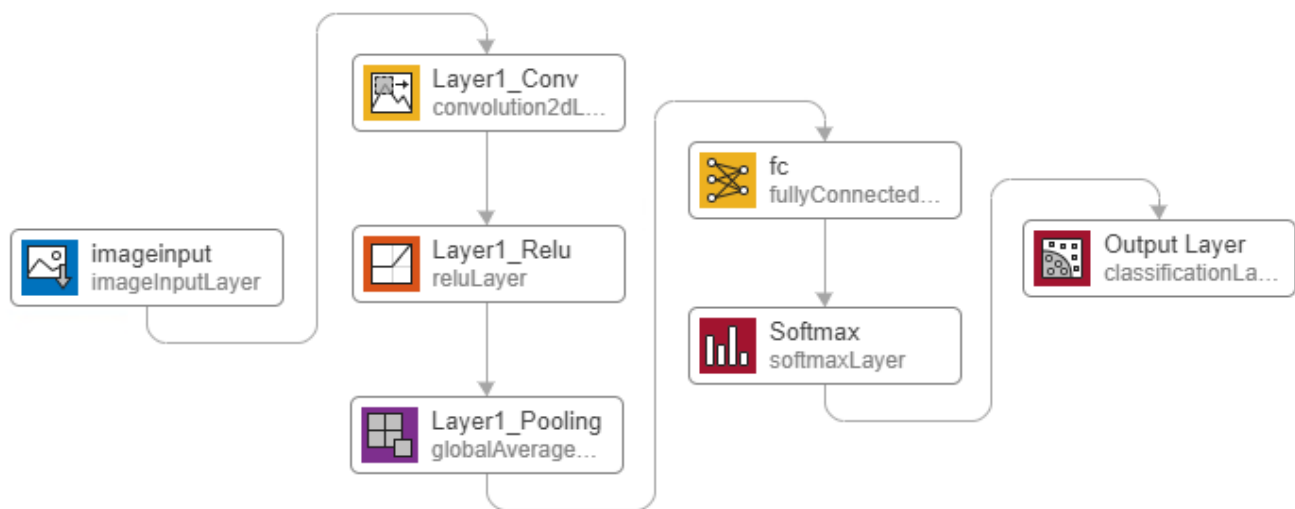 imageinput
imageInputLayer
Layer1_Conv
convolution2dL...
Layer1_Relu
reluLayer
Layer1_Pooling
globalAverage...
fc
fullyConnected...
Softmax
softmaxLayer
Output Layer
classificationLa...